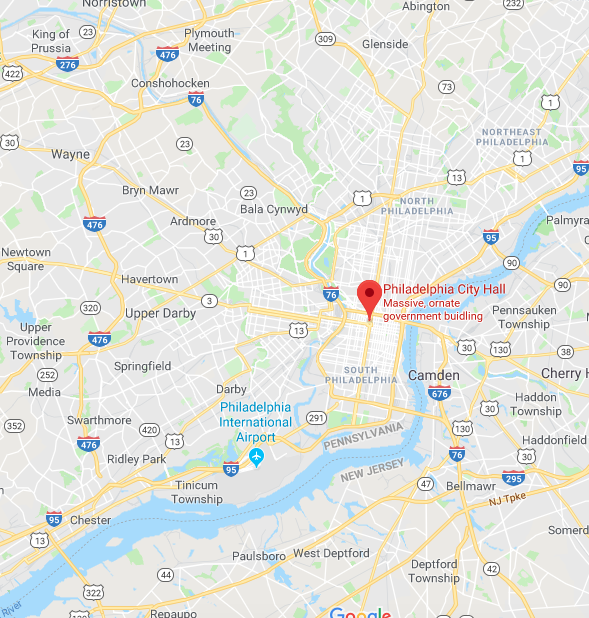 Norristown
Abington
232
King of
Prussia
23
Plymouth
Meeting
309
Glenside
476
276
422
Conshohocken
73
76
1
NORTHEAST
PHILADELPHIA
30
23
Wayne
1
95
13
Bryn Mawr
23
1
NORTH
PHILADELPHIA
Bala Cynwyd
Ardmore
476
30
95
Palmyra
Newtown
Square
1
90
Havertown
90
76
Philadelphia City Hall
Massive, ornate
government buidling
320
3
Upper Darby
Pennsauken
Township
Upper
Providence
Township
476
13
30
130
38
Springfield
252
SOUTH
PHILADELPHIA
Camden
Cherry H
Media
Darby
676
Philadelphia
International
Airport
Haddon
Township
30
Swarthmore
291
352
420
13
PENNSYLVANIA
130
476
Haddonfield
Ridley Park
76
30
95
NEW JERSEY
Tinicum
Township
47
Bellmawr
295
NJ Tpke
95
Chester
13
Somerd
Paulsboro
West Deptford
Deptford
Township
42
44
322
River
Repaupo
Google